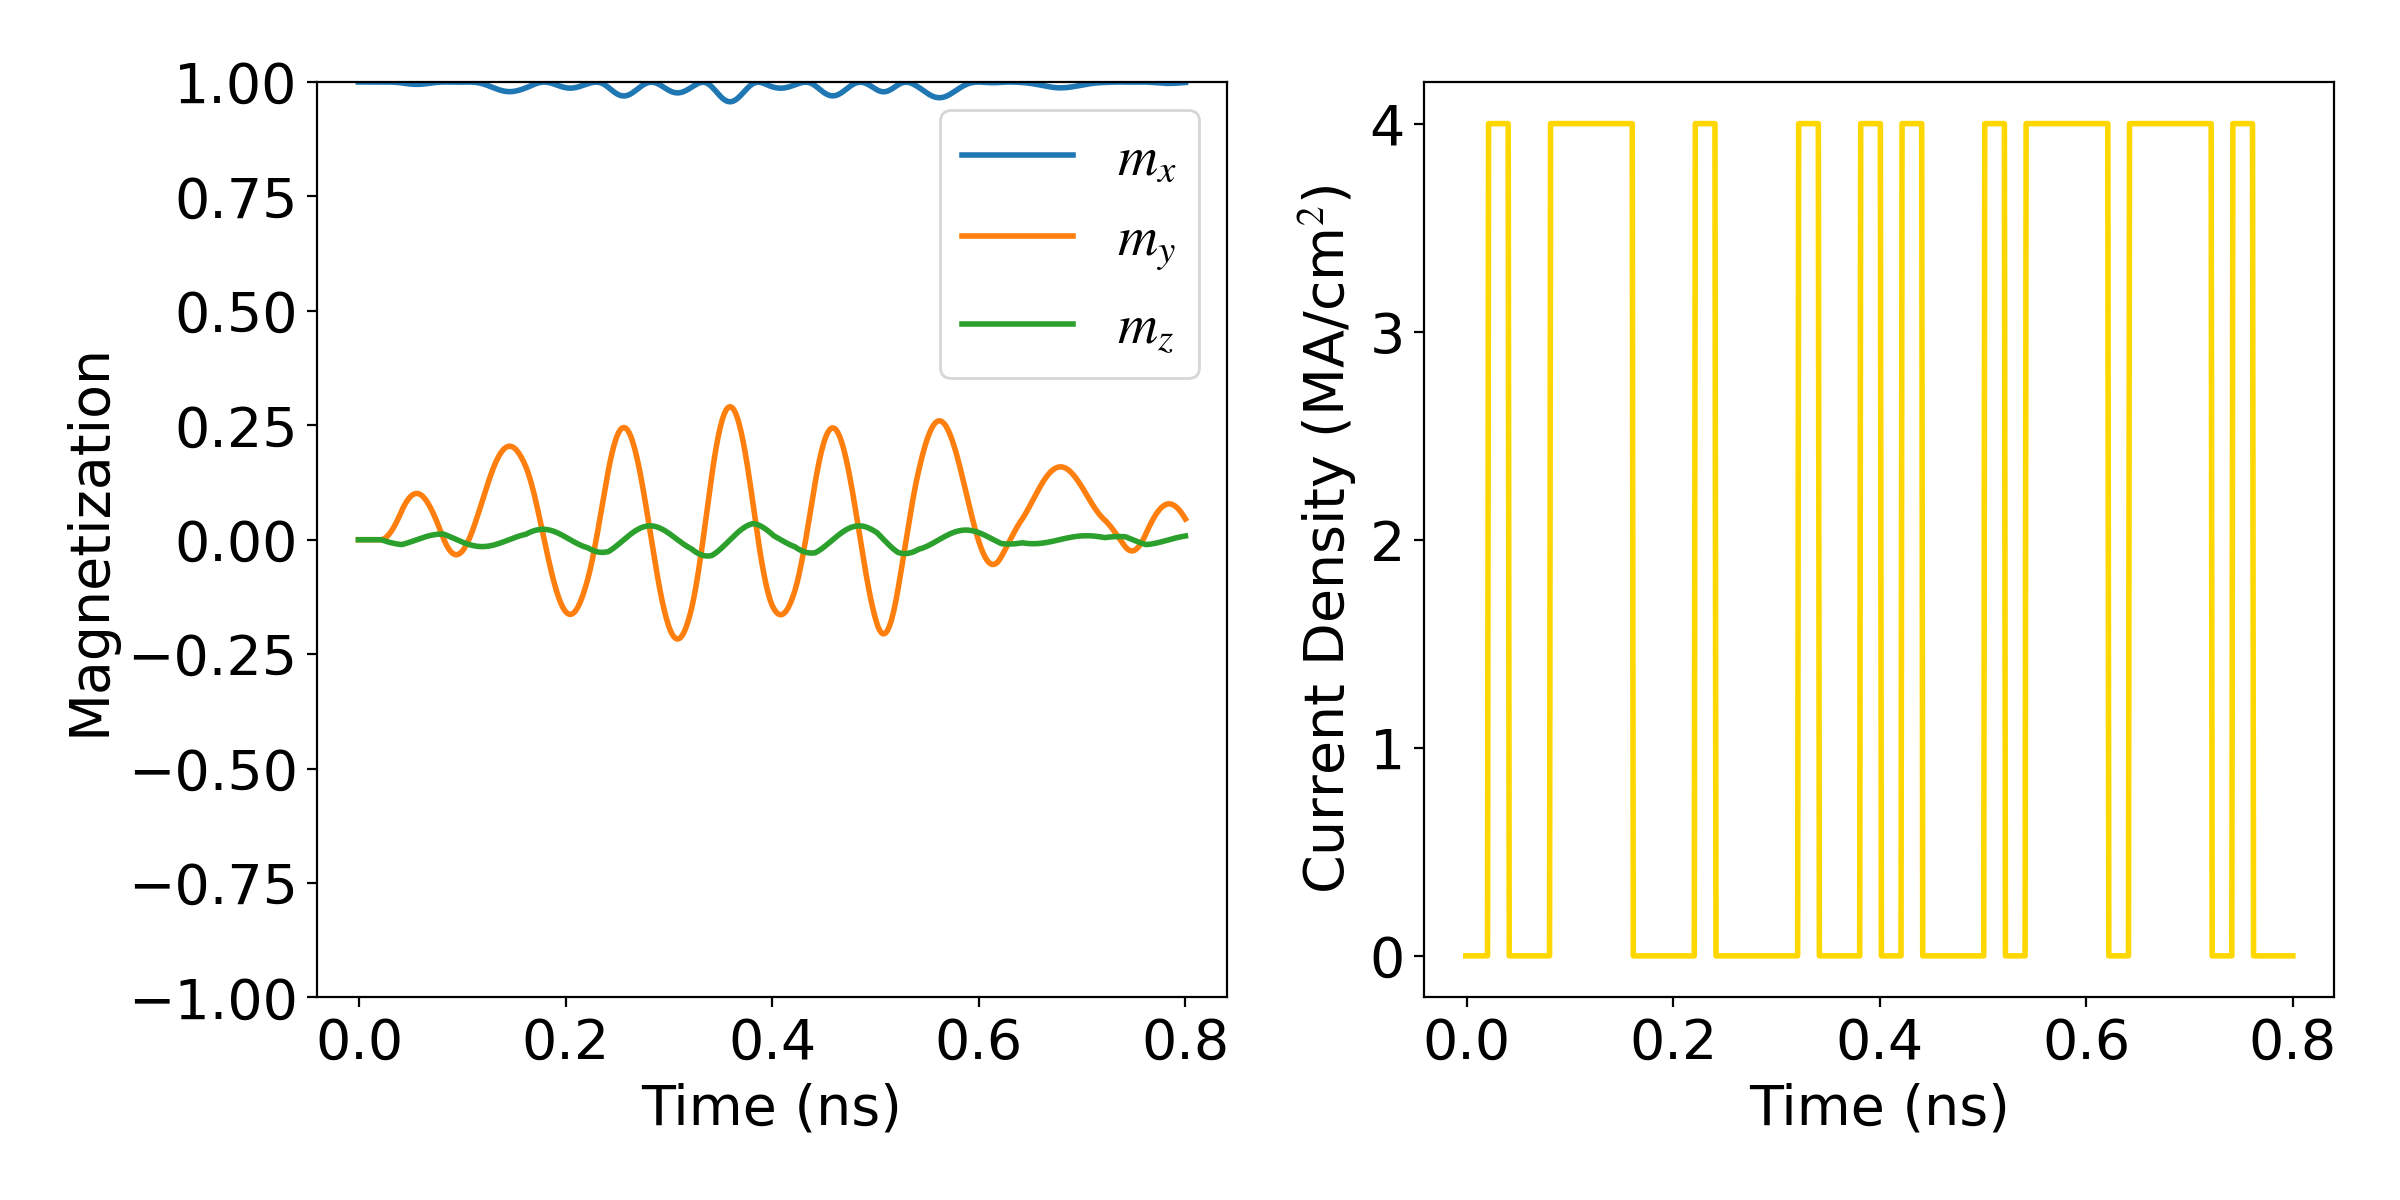 Magnetization
1.00
0.75
0.50
0.25
0.00
−0.25
−0.50
−0.75
−1.00
0.0 0.2 0.4 0.6 0.8
Time (ns)
mₓ
m_y
m_z
Current Density (MA/cm²)
4
3
2
1
0
0.0 0.2 0.4 0.6 0.8
Time (ns)